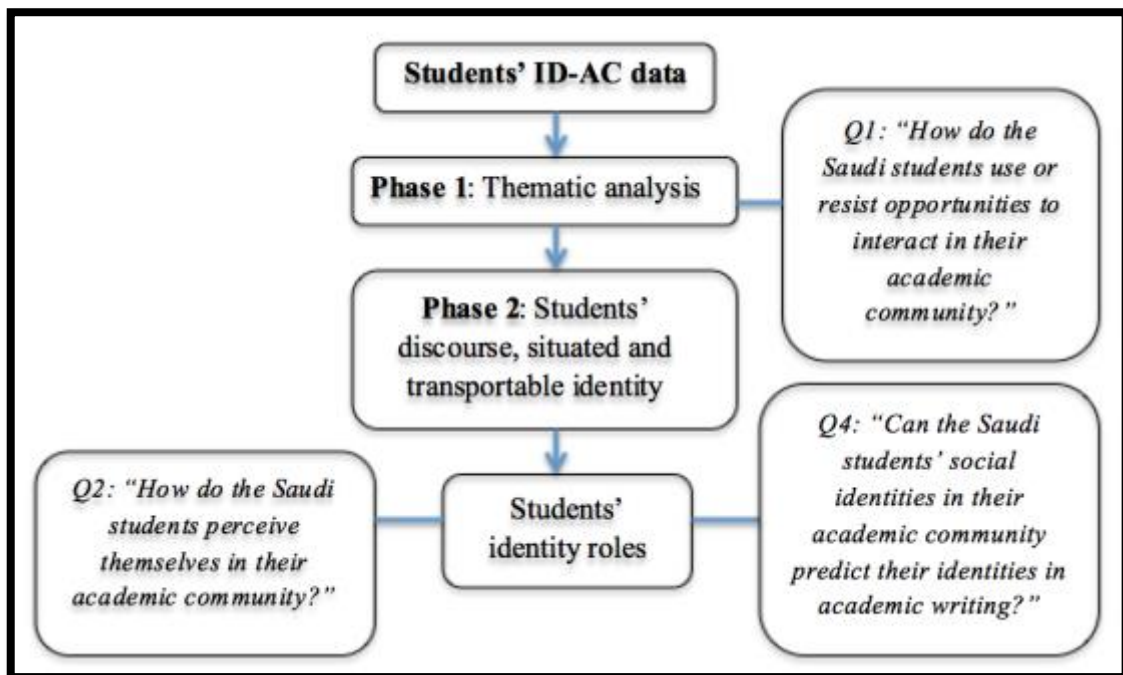 Students' ID-AC data
Phase 1: Thematic analysis
Q1: "How do the
Saudi students use or
resist opportunities to
interact in their
academic
community?"
Phase 2: Students'
discourse, situated and
transportable identity
Q2: "How do the Saudi
students perceive
themselves in their
academic community?"
Students'
identity roles
Q4: "Can the Saudi
students' social
identities in their
academic community
predict their identities in
academic writing?"